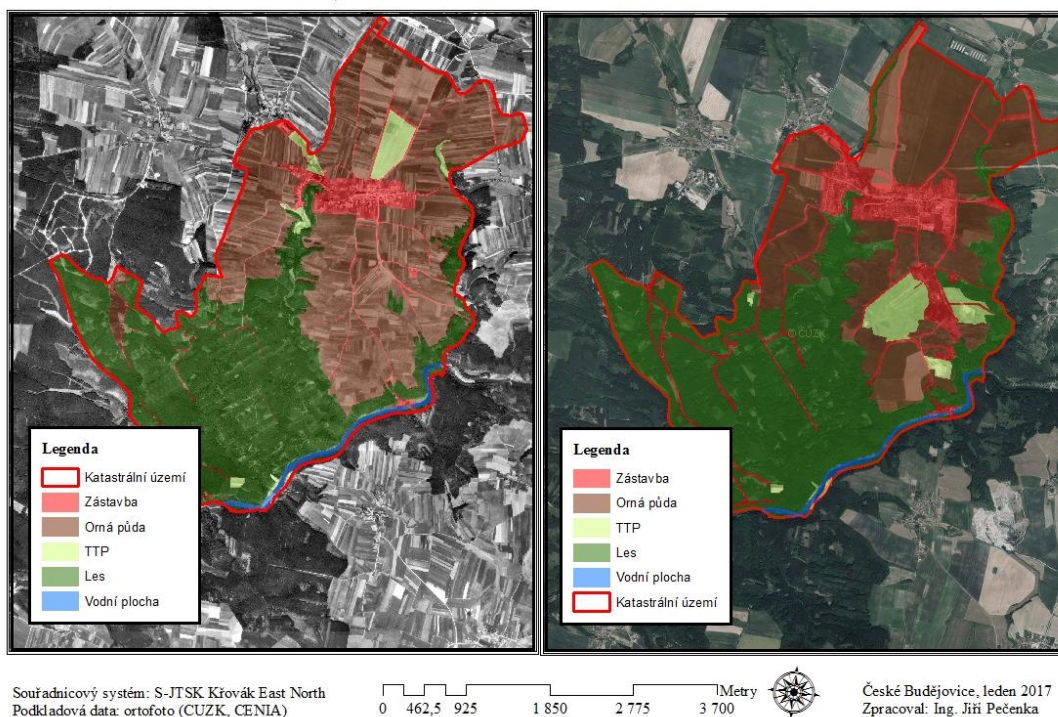 Legenda
Katastrální území
Zástavba
Orná půda
TTP
Les
Vodní plocha
© ČÚZK
Legenda
Zástavba
Orná půda
TTP
Les
Vodní plocha
Katastrální území
Souřadnicový systém: S-JTSK Křovák East North
Podkladová data: ortofoto (CUZK, CENIA)
Metry
0 462,5 925 1 850 2 775 3 700
České Budějovice, leden 2017
Zpracoval: Ing. Jiří Pečenka